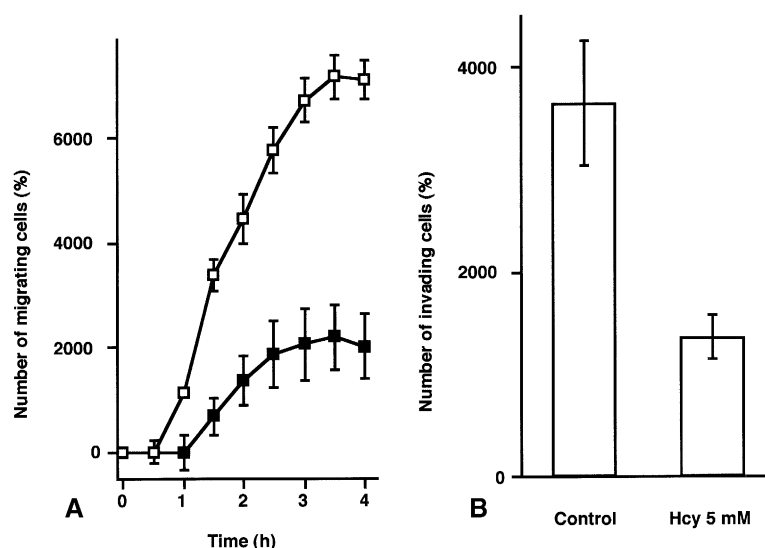 Number of migrating cells (%)
6000
4000
2000
0
0 1 2 3 4
A
Time (h)
Number of invading cells (%)
4000
2000
0
B
Control Hcy 5 mM